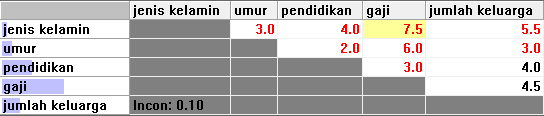 jenis kelamin umur pendidikan gaji jumlah keluarga
jenis kelamin 3.0 4.0 7.5 5.5
umur 2.0 6.0 3.0
pendidikan 3.0 4.0
gaji 4.5
jumlah keluarga Incon: 0.10